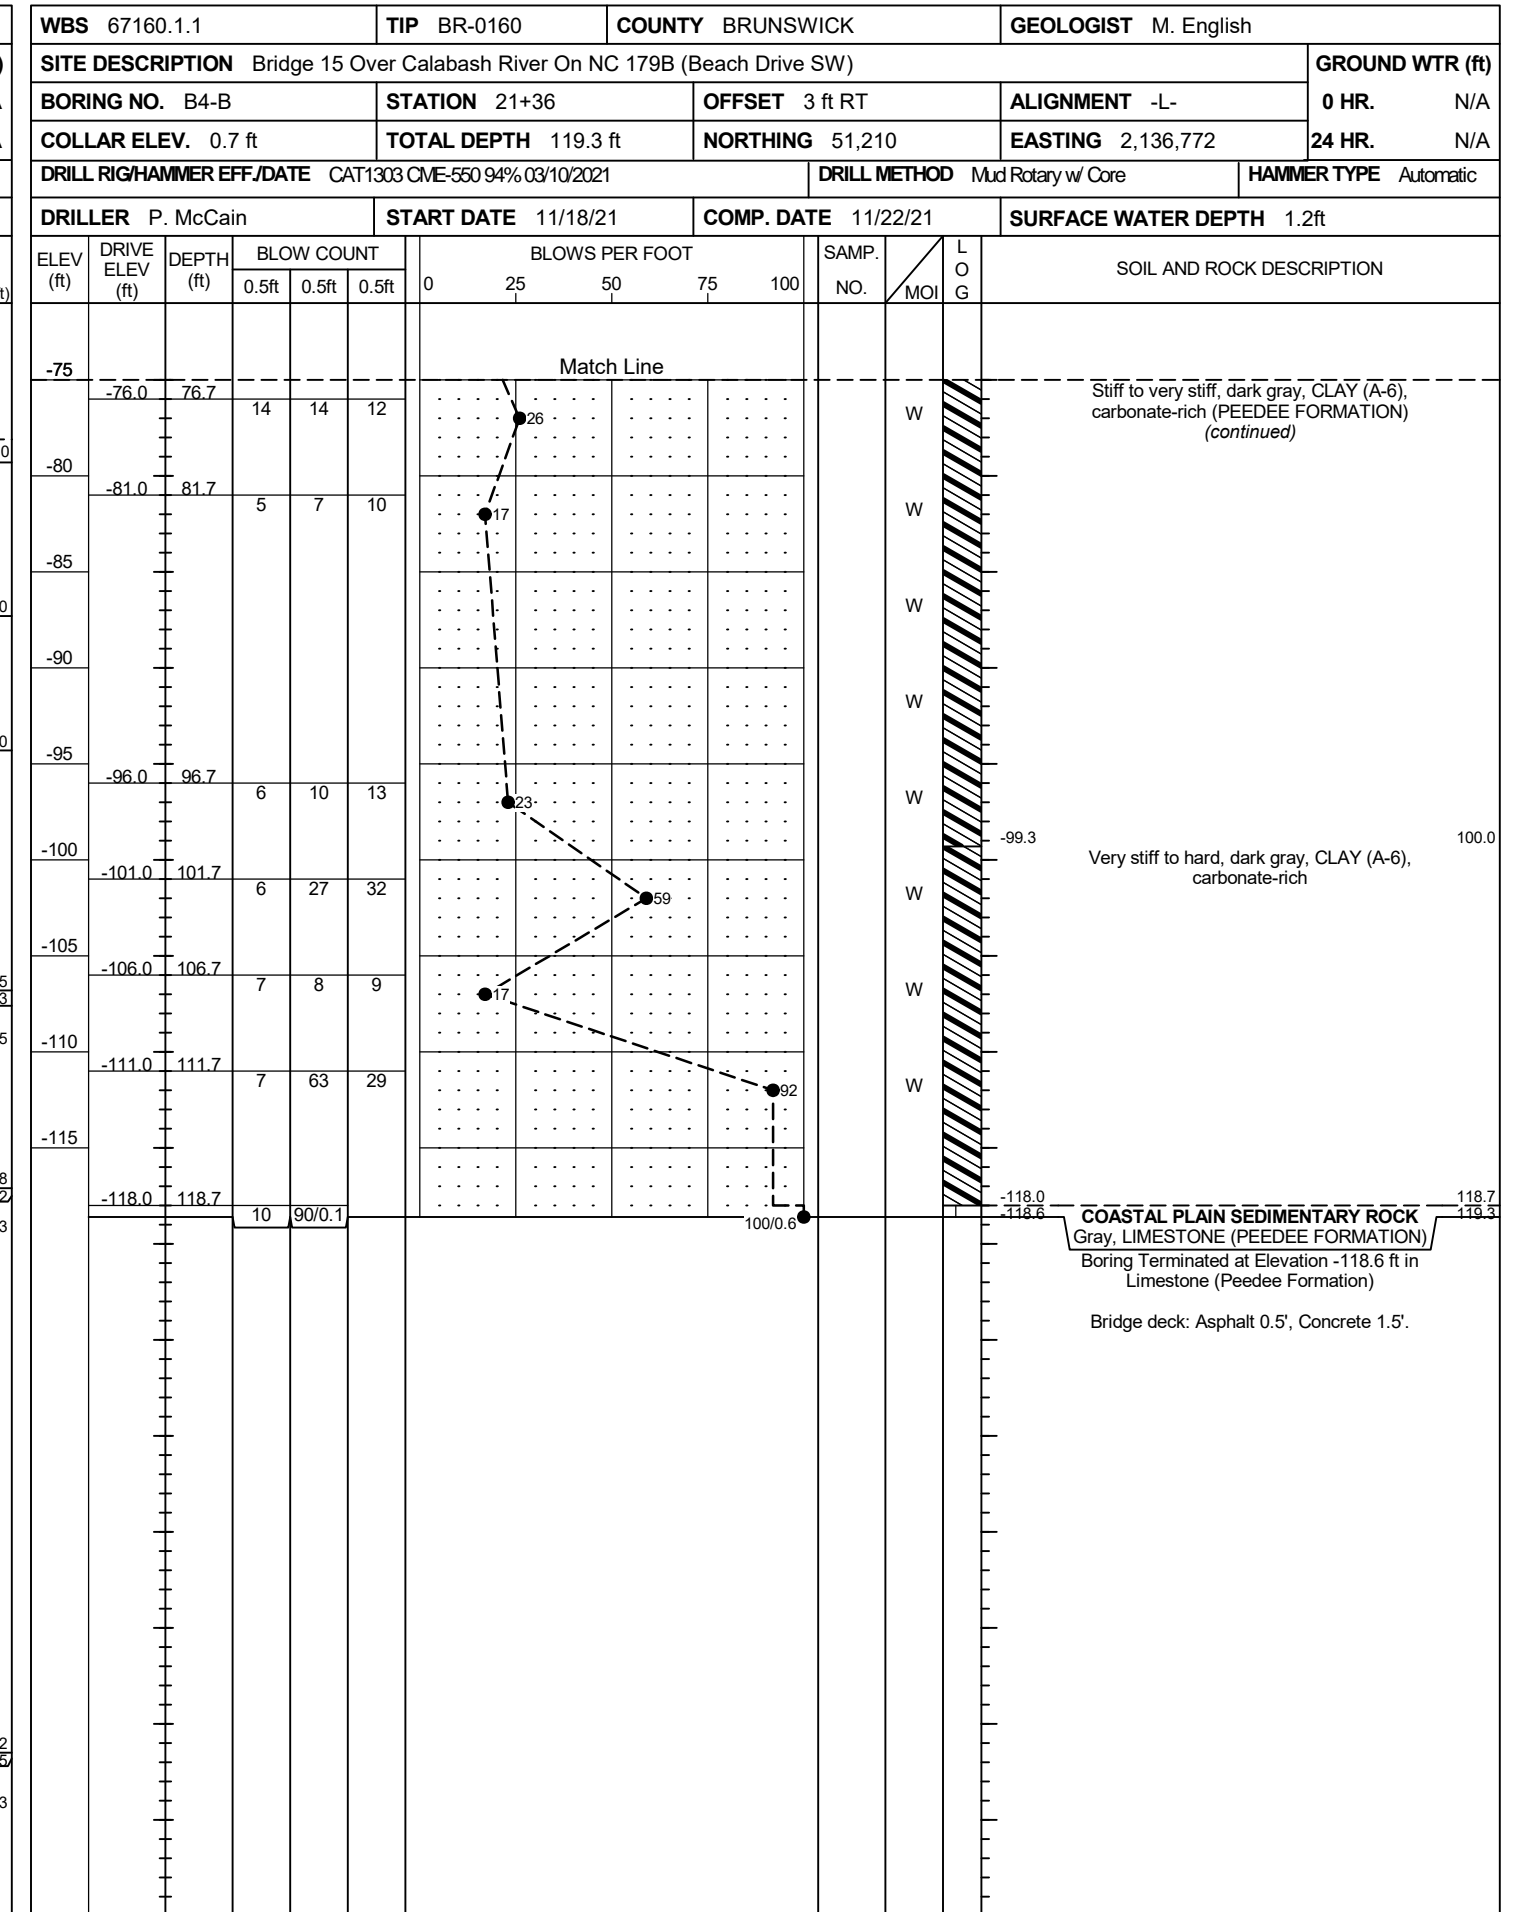 WBS 67160.1.1 TIP BR-0160 COUNTY BRUNSWICK GEOLOGIST M. English
SITE DESCRIPTION Bridge 15 Over Calabash River On NC 179B (Beach Drive SW) GROUND WTR (ft)
BORING NO. B4-B STATION 21+36 OFFSET 3 ft RT ALIGNMENT -L- 0 HR. N/A
COLLAR ELEV. 0.7 ft TOTAL DEPTH 119.3 ft NORTHING 51,210 EASTING 2,136,772 24 HR. N/A
DRILL RIG/HAMMER EFF./DATE CAT1303 CME-550 94% 03/10/2021 DRILL METHOD Mud Rotary w/ Core HAMMER TYPE Automatic
DRILLER P. McCain START DATE 11/18/21 COMP. DATE 11/22/21 SURFACE WATER DEPTH 1.2ft
ELEV (ft) DRIVE ELEV (ft) DEPTH (ft) BLOW COUNT BLOWS PER FOOT SAMP. NO. MOI LOG SOIL AND ROCK DESCRIPTION
0.5ft 0.5ft 0.5ft 0 25 50 75 100
-75 Match Line
-76.0 76.7 Stiff to very stiff, dark gray, CLAY (A-6),
14 14 12 26 W carbonate-rich (PEEDEE FORMATION)
(continued)
-80
-81.0 81.7
5 7 10 17 W
-85
W
-90
W
-95
-96.0 96.7
6 10 13 23 W
-99.3 100.0
-100 Very stiff to hard, dark gray, CLAY (A-6),
-101.0 101.7 carbonate-rich
6 27 32 59 W
-105
-106.0 106.7
7 8 9 17 W
-110
-111.0 111.7
7 63 29 92 W
-115
-118.0 118.7 -118.0 118.7
10 90/0.1 100/0.6 -118.6 COASTAL PLAIN SEDIMENTARY ROCK 119.3
Gray, LIMESTONE (PEEDEE FORMATION)
Boring Terminated at Elevation -118.6 ft in
Limestone (Peedee Formation)
Bridge deck: Asphalt 0.5', Concrete 1.5'.